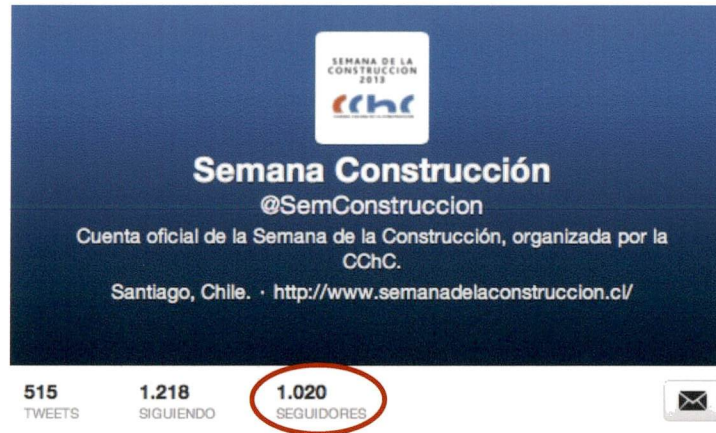 SEMANA DE LA
CONSTRUCCION
2013
CChC
Semana Construcción
@SemConstruccion
Cuenta oficial de la Semana de la Construcción, organizada por la
CChC.
Santiago, Chile. · http://www.semanadelaconstruccion.cl/
515 1.218 1.020
TWEETS SIGUIENDO SEGUIDORES